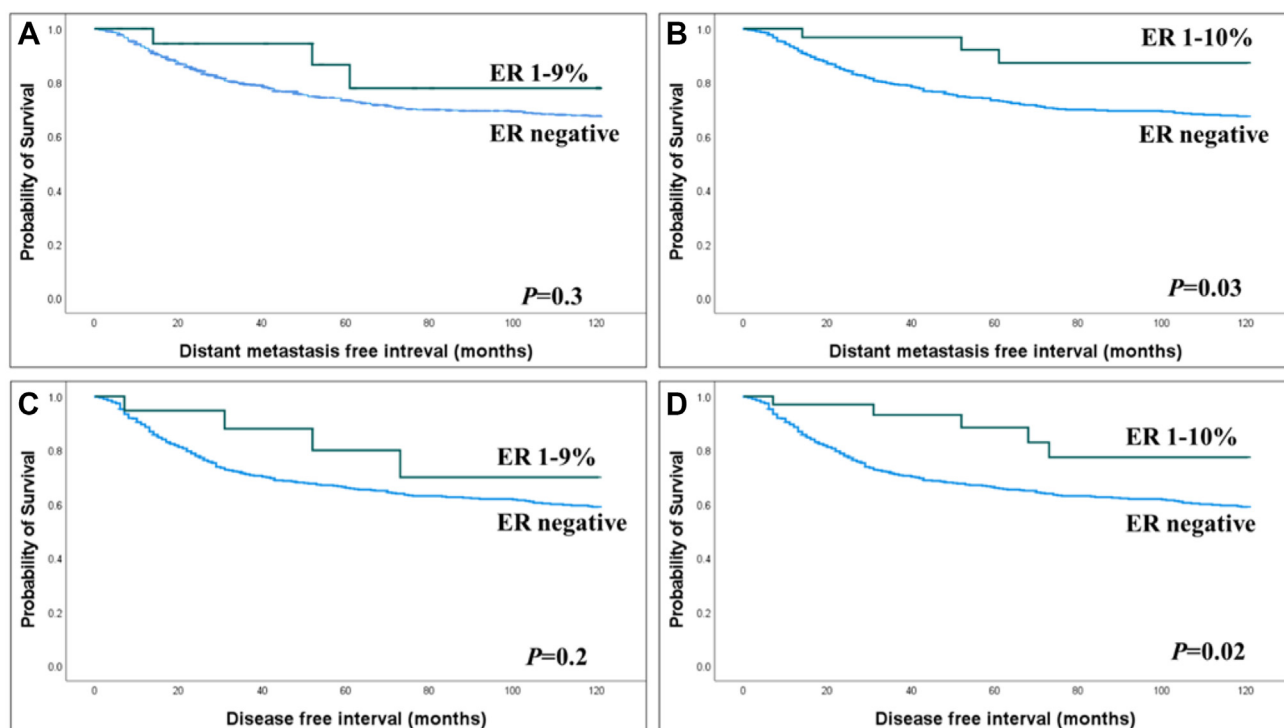 A
Probability of Survival
1.0
0.8
0.6
0.4
0.2
0.0
ER 1-9%
ER negative
P=0.3
0 20 40 60 80 100 120
Distant metastasis free intreval (months)
B
Probability of Survival
1.0
0.8
0.6
0.4
0.2
0.0
ER 1-10%
ER negative
P=0.03
0 20 40 60 80 100 120
Distant metastasis free interval (months)
C
Probability of Survival
1.0
0.8
0.6
0.4
0.2
0.0
ER 1-9%
ER negative
P=0.2
0 20 40 60 80 100 120
Disease free interval (months)
D
Probability of Survival
1.0
0.8
0.6
0.4
0.2
0.0
ER 1-10%
ER negative
P=0.02
0 20 40 60 80 100 120
Disease free interval (months)